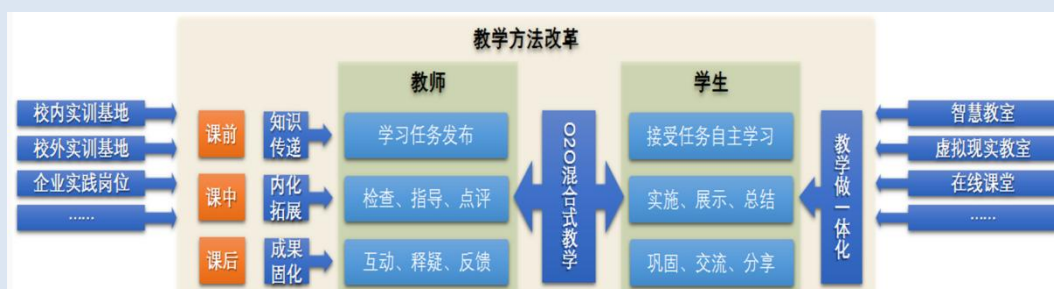 教学方法改革
教师
学生
校内实训基地
校外实训基地
企业实践岗位
……
课前
知识
传递
学习任务发布
接受任务自主学习
课中
内化
拓展
检查、指导、点评
实施、展示、总结
课后
成果
固化
互动、释疑、反馈
巩固、交流、分享
O2O混合式教学
教学做一体化
智慧教室
虚拟现实教室
在线课堂
……